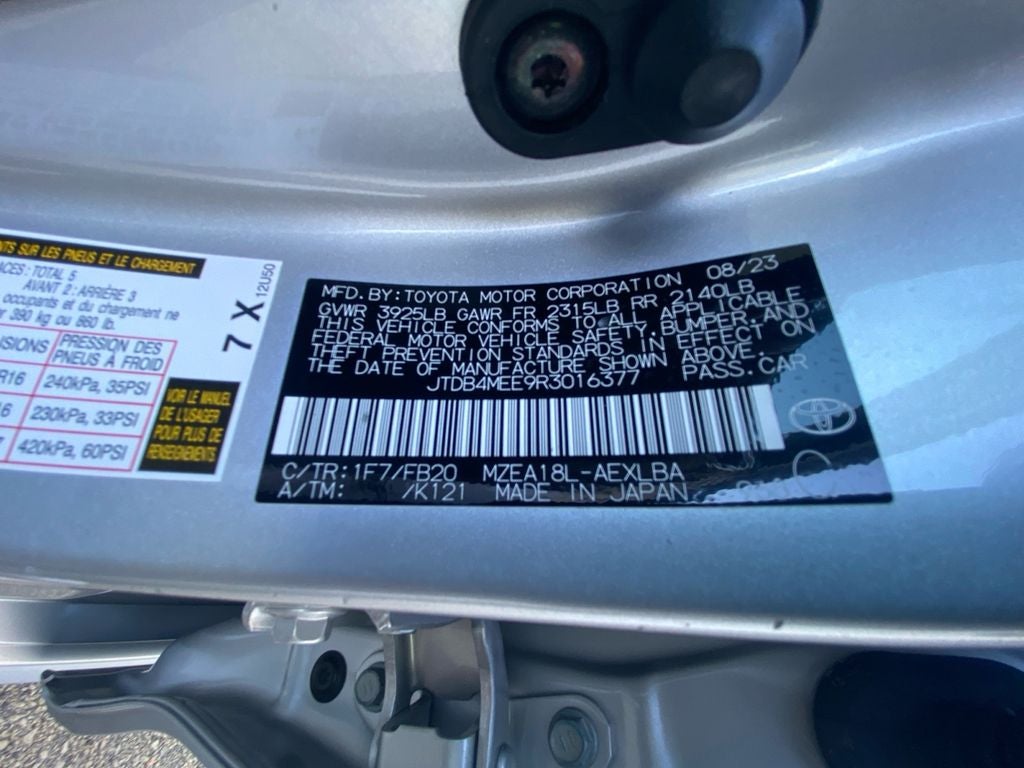 NTS SUR LES PNEUS ET LE CHARGEMENT
ACES: TOTAL 5
AVANT 2: ARRIÈRE 3
occupants et du chargement ne
er 390 kg ou 860 lb.
NSIONS PRESSION DES PNEUS À FROID
R16 240kPa, 35PSI
16 230kPa, 33PSI
7 420kPa, 60PSI
VOIR LE MANUEL
DE L'USAGER
POUR PLUS DE
RENSEIGNEMENTS
7 X 12U50
MFD. BY: TOYOTA MOTOR CORPORATION 08/23
GVWR 3925LB GAWR FR 2315LB RR 2140LB
THIS VEHICLE CONFORMS TO ALL APPLICABLE
FEDERAL MOTOR VEHICLE SAFETY, BUMPER, AND
THEFT PREVENTION STANDARDS IN EFFECT ON
THE DATE OF MANUFACTURE SHOWN ABOVE.
JTDB4MEE9R3016377 PASS. CAR
C/TR: 1F7/FB20 MZEA18L-AEXLBA
A/TM: /K121 MADE IN JAPAN